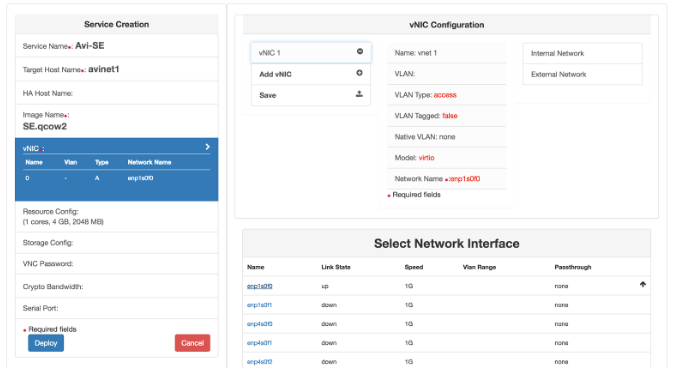 Service Creation
Service Name*: Avi-SE
Target Host Name*: avinet1
HA Host Name:
Image Name*:
SE.qcow2
vNIC*:
Name Vlan Type Network Name
0 - A enp1s0f0
Resource Config:
(1 cores, 4 GB, 2048 MB)
Storage Config:
VNC Password:
Crypto Bandwidth:
Serial Port:
* Required fields
Deploy Cancel
vNIC Configuration
vNIC 1
Add vNIC
Save
Name: vnet 1
VLAN:
VLAN Type: access
VLAN Tagged: false
Native VLAN: none
Model: virtio
Network Name *:enp1s0f0
* Required fields
Internal Network
External Network
Select Network Interface
Name Link State Speed Vlan Range Passthrough
enp1s0f0 up 1G none
enp1s0f1 down 1G none
enp4s0f0 down 1G none
enp4s0f1 down 1G none
enp4s0f2 down 1G none